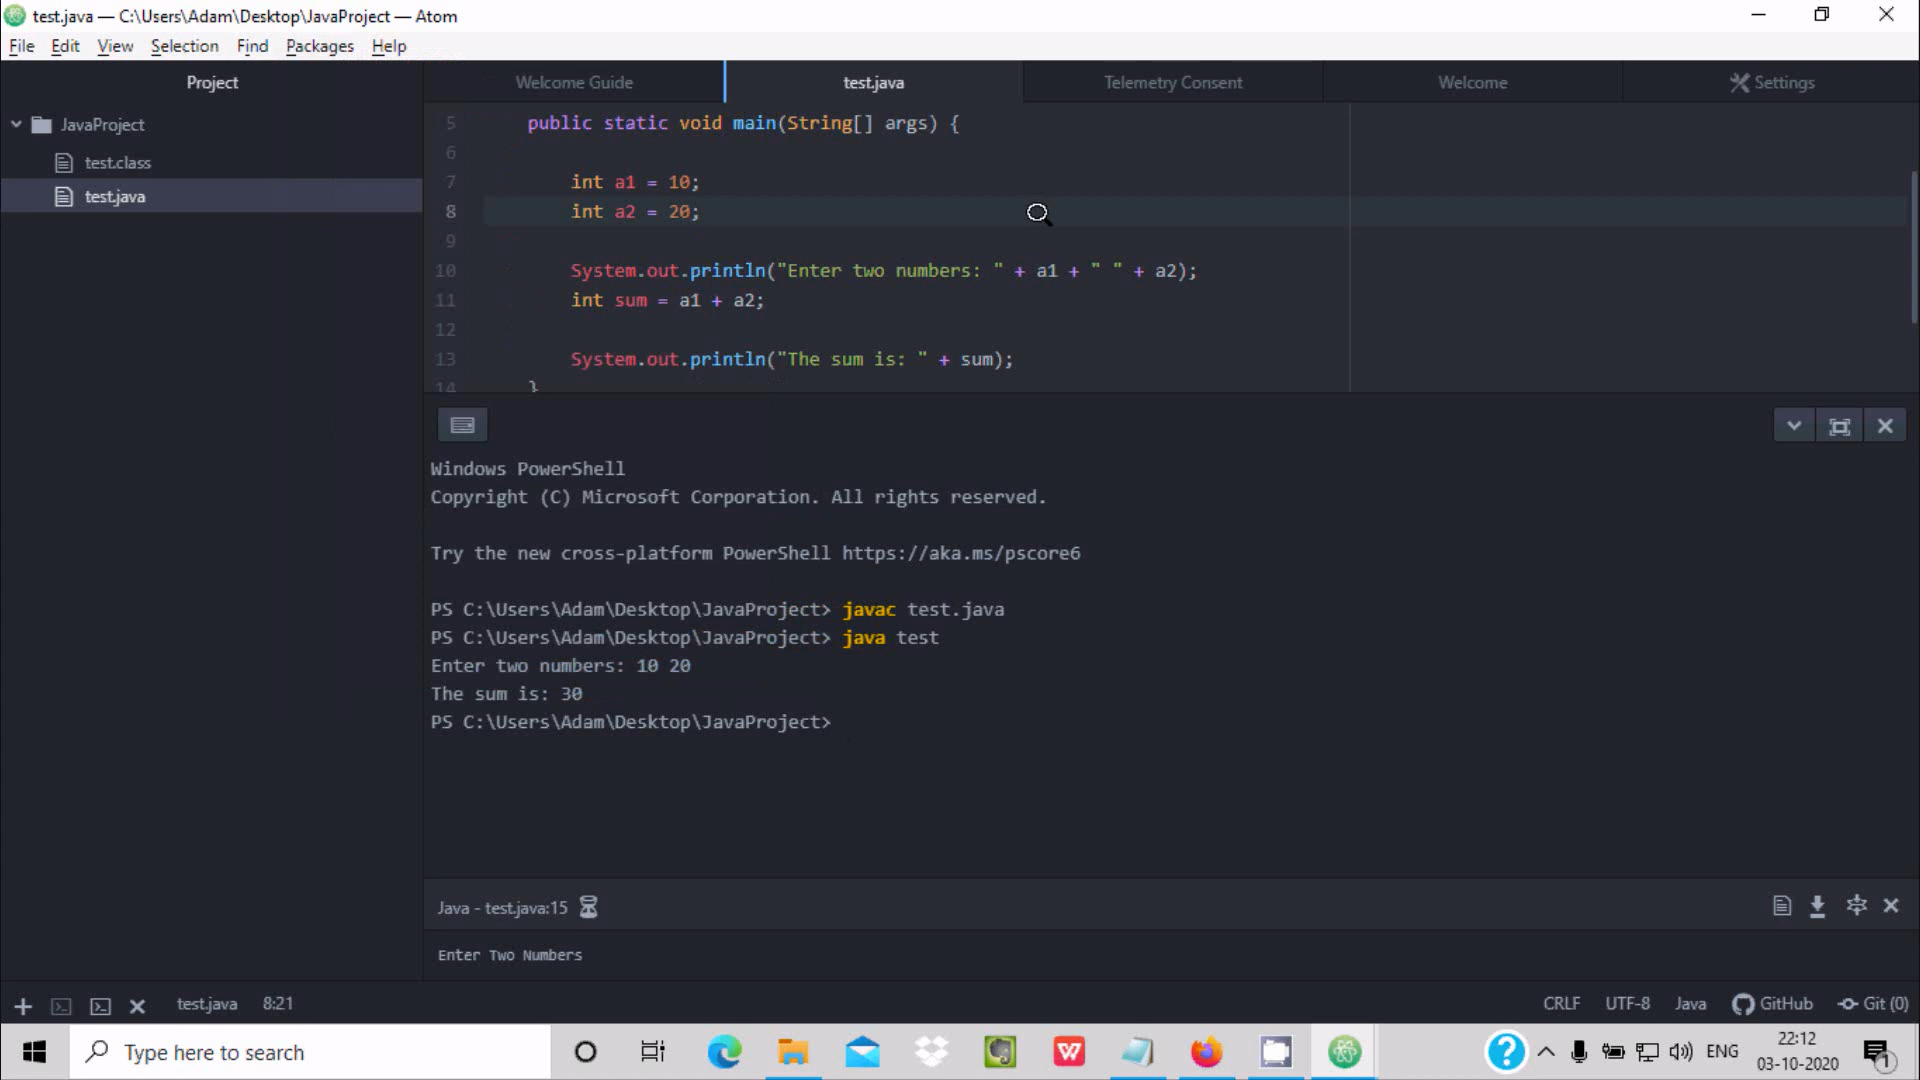 test.java — C:\Users\Adam\Desktop\JavaProject — Atom
File Edit View Selection Find Packages Help
Project
JavaProject
test.class
test.java
Welcome Guide test.java Telemetry Consent Welcome Settings
5 public static void main(String[] args) {
6
7 int a1 = 10;
8 int a2 = 20;
9
10 System.out.println("Enter two numbers: " + a1 + " " + a2);
11 int sum = a1 + a2;
12
13 System.out.println("The sum is: " + sum);
14 }
Windows PowerShell
Copyright (C) Microsoft Corporation. All rights reserved.
Try the new cross-platform PowerShell https://aka.ms/pscore6
PS C:\Users\Adam\Desktop\JavaProject> javac test.java
PS C:\Users\Adam\Desktop\JavaProject> java test
Enter two numbers: 10 20
The sum is: 30
PS C:\Users\Adam\Desktop\JavaProject>
Java - test.java:15
Enter Two Numbers
test.java 8:21 CRLF UTF-8 Java GitHub Git (0)
Type here to search
W
?
ENG
22:12
03-10-2020
1